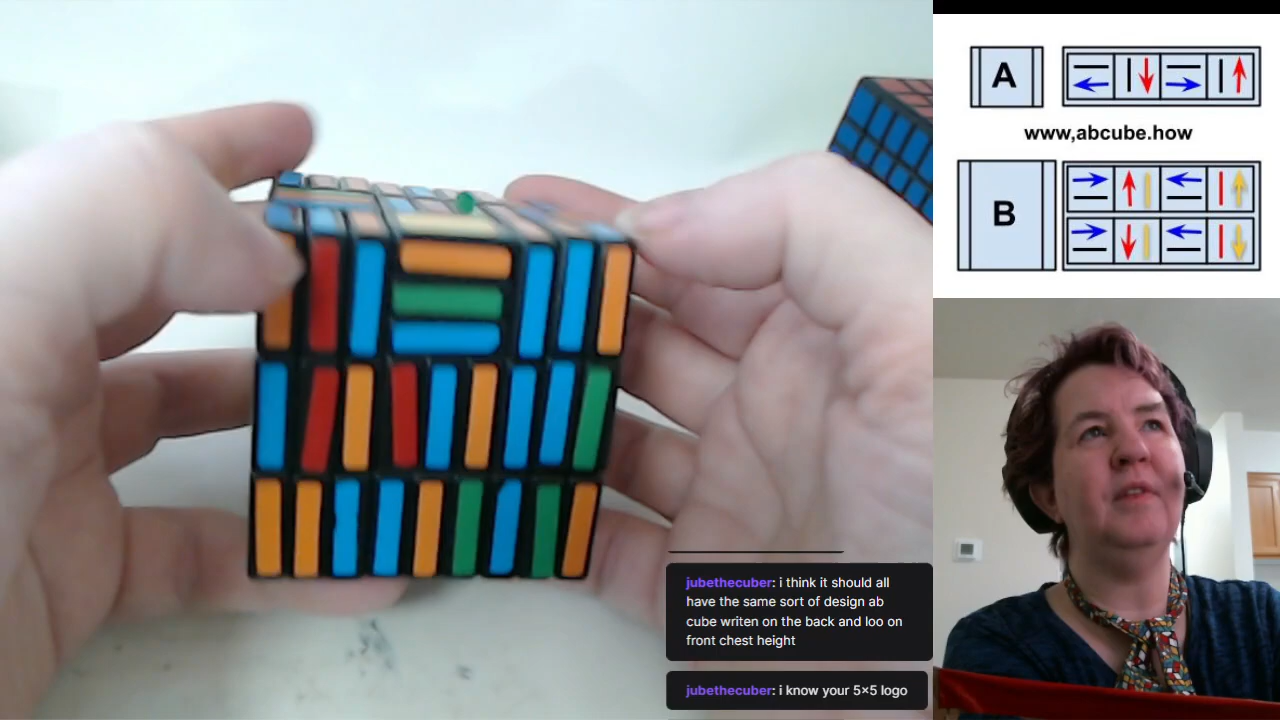 A
www,abcube.how
B
jubethecuber: i think it should all
have the same sort of design ab
cube writen on the back and loo on
front chest height
jubethecuber: i know your 5×5 logo